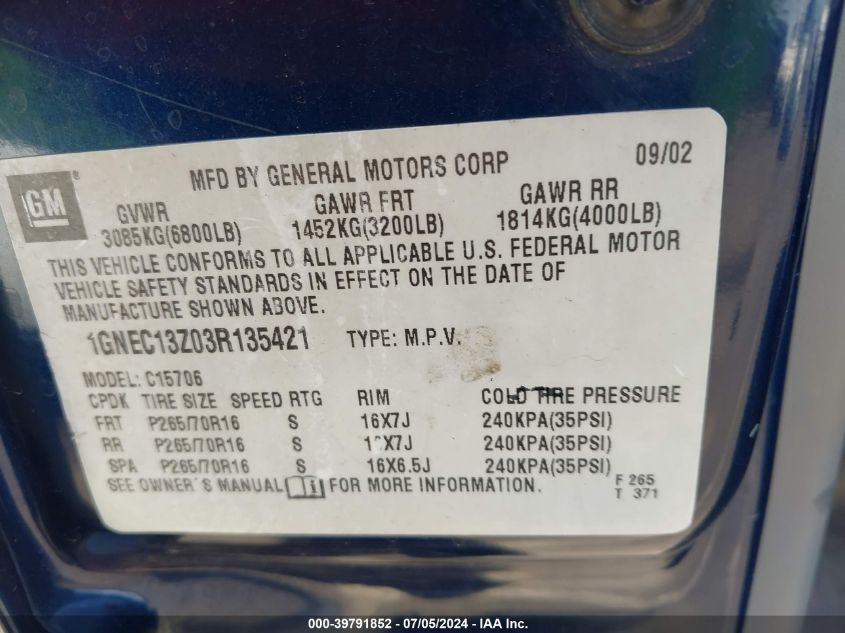 GM ®
MFD BY GENERAL MOTORS CORP 09/02
GVWR GAWR FRT GAWR RR
3085KG(6800LB) 1452KG(3200LB) 1814KG(4000LB)
THIS VEHICLE CONFORMS TO ALL APPLICABLE U.S. FEDERAL MOTOR
VEHICLE SAFETY STANDARDS IN EFFECT ON THE DATE OF
MANUFACTURE SHOWN ABOVE.
1GNEC13Z03R135421 TYPE: M.P.V.
MODEL: C15706
CPDK TIRE SIZE SPEED RTG RIM COLD TIRE PRESSURE
FRT P265/70R16 S 16X7J 240KPA(35PSI)
RR P265/70R16 S 240KPA(35PSI)
SPA P265/70R16 S 16X6.5J 240KPA(35PSI)
SEE OWNER'S MANUAL FOR MORE INFORMATION.
F 265
T 371
000-39791852 / 07/05/2024 - IAA Inc.